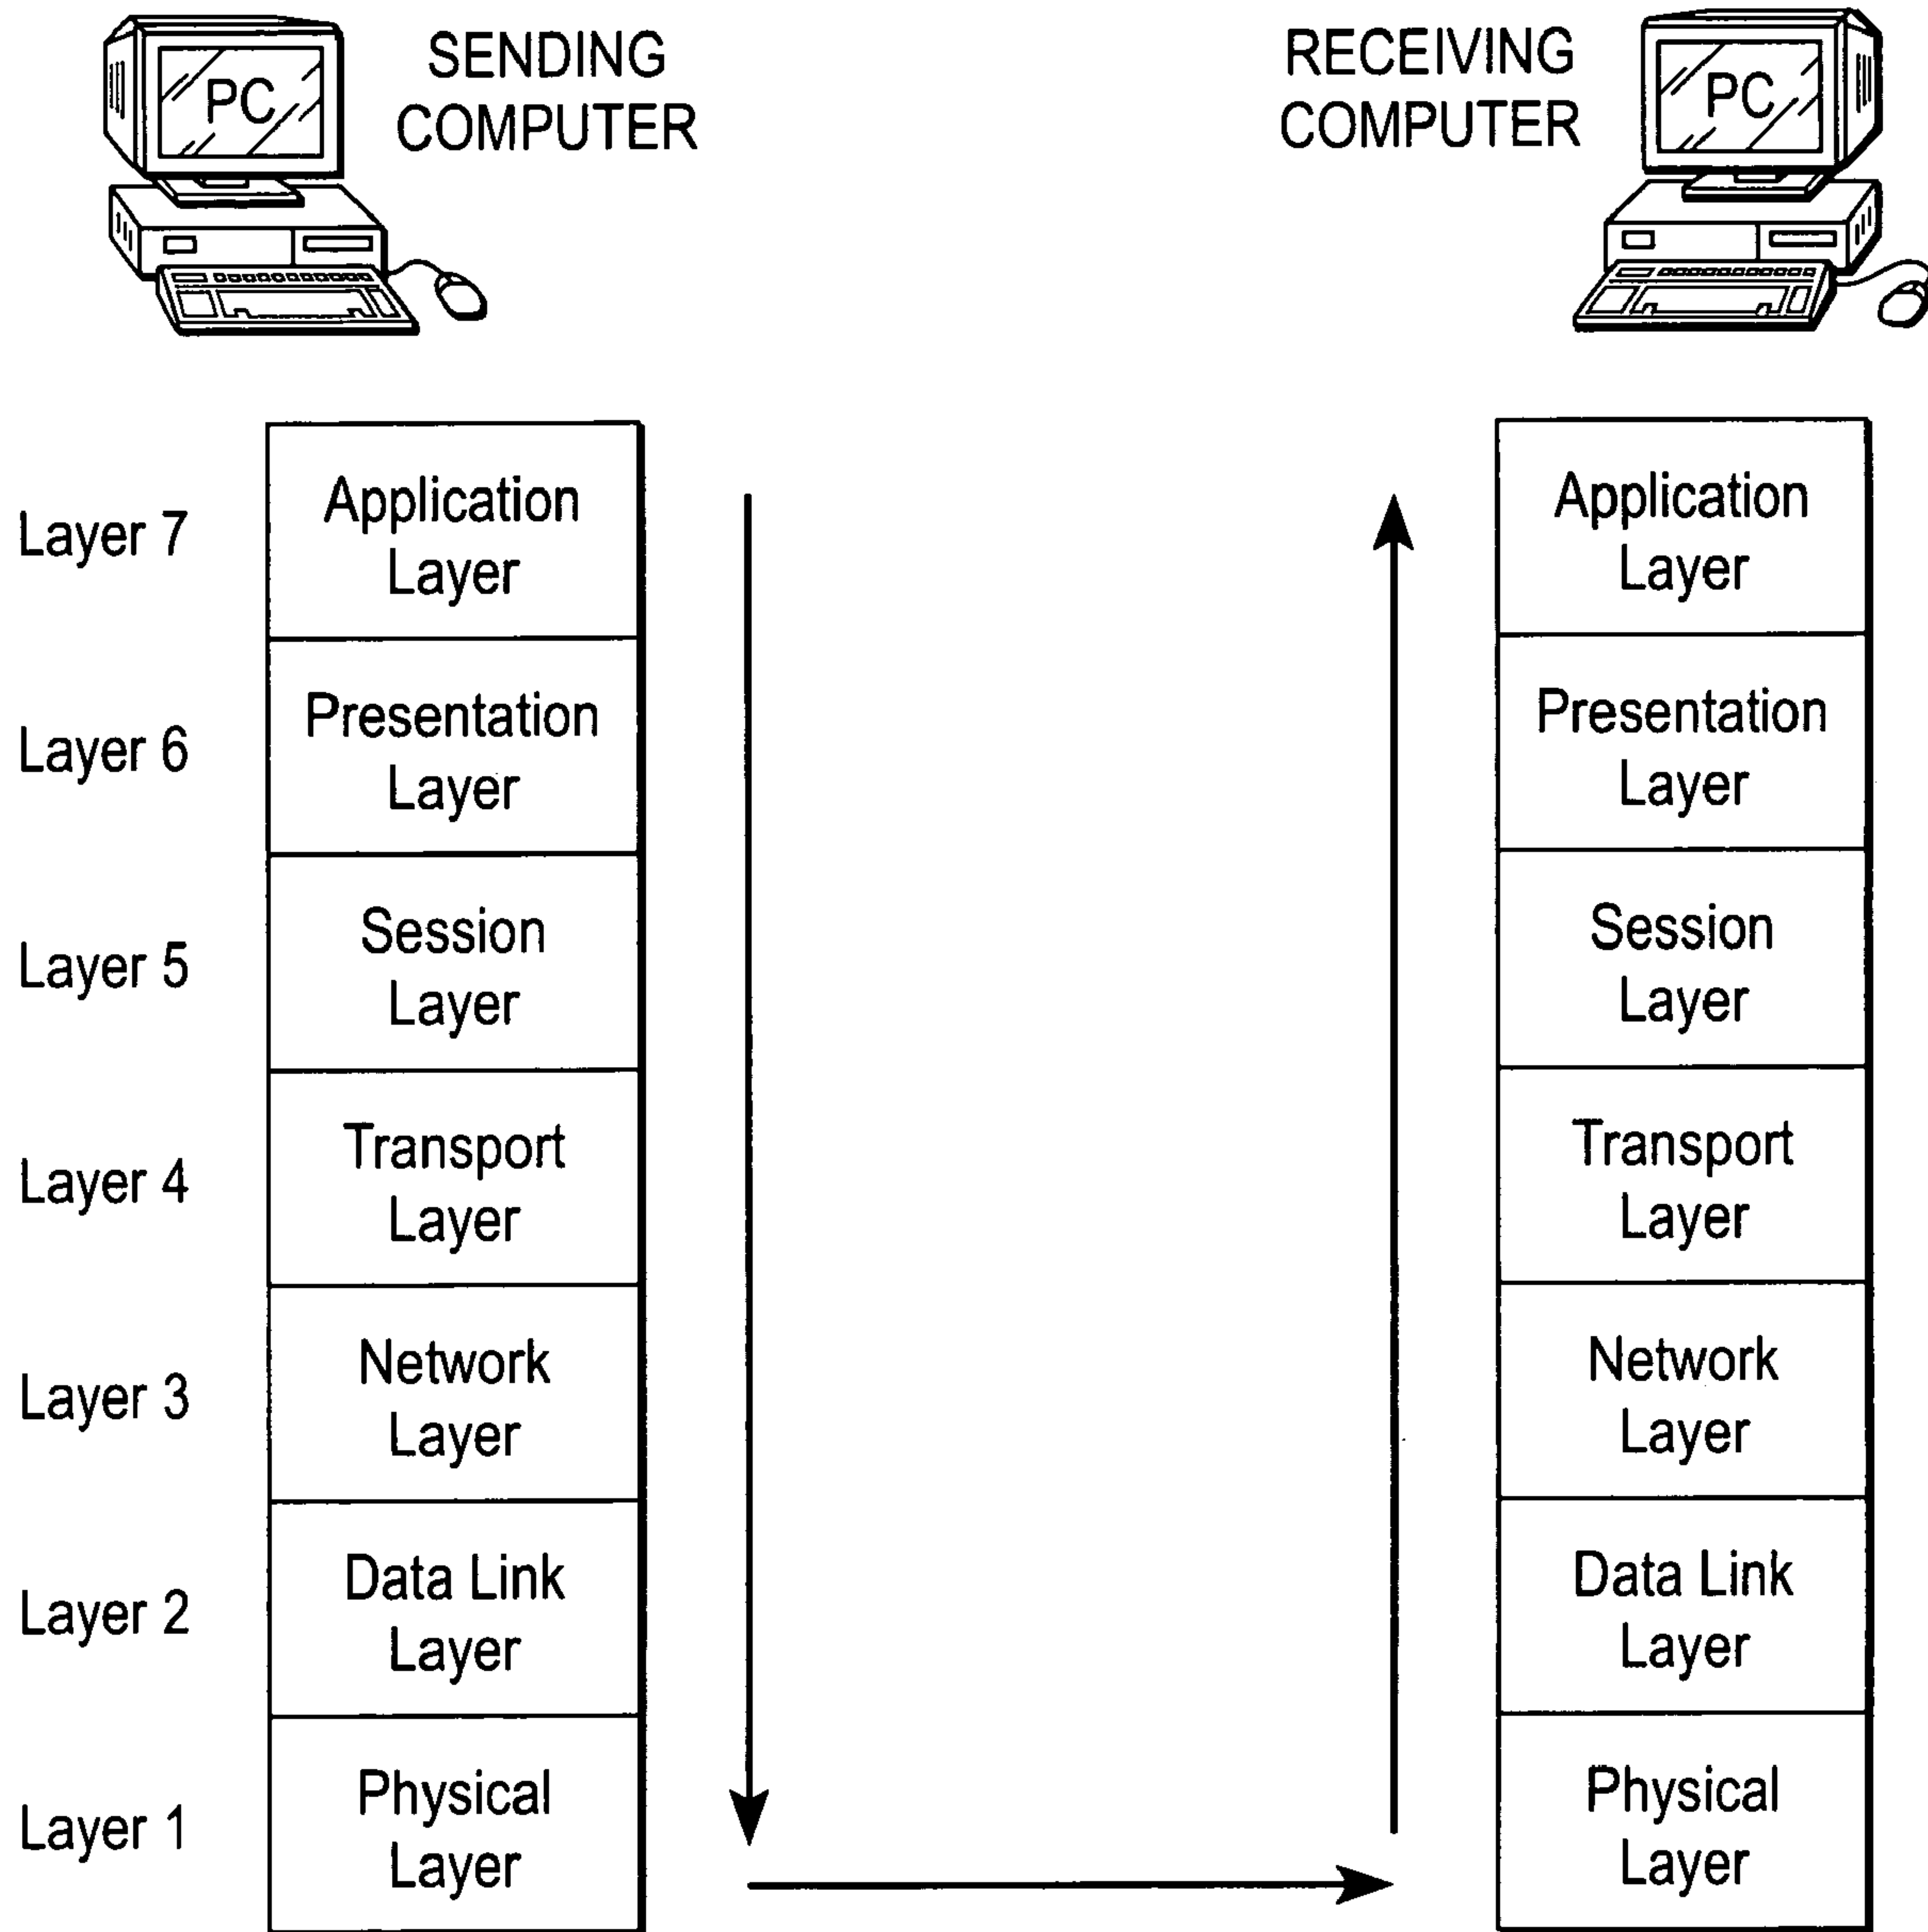 PC
SENDING
COMPUTER
RECEIVING
COMPUTER
PC
Layer 7
Application
Layer
Application
Layer
Layer 6
Presentation
Layer
Presentation
Layer
Layer 5
Session
Layer
Session
Layer
Layer 4
Transport
Layer
Transport
Layer
Layer 3
Network
Layer
Network
Layer
Layer 2
Data Link
Layer
Data Link
Layer
Layer 1
Physical
Layer
Physical
Layer